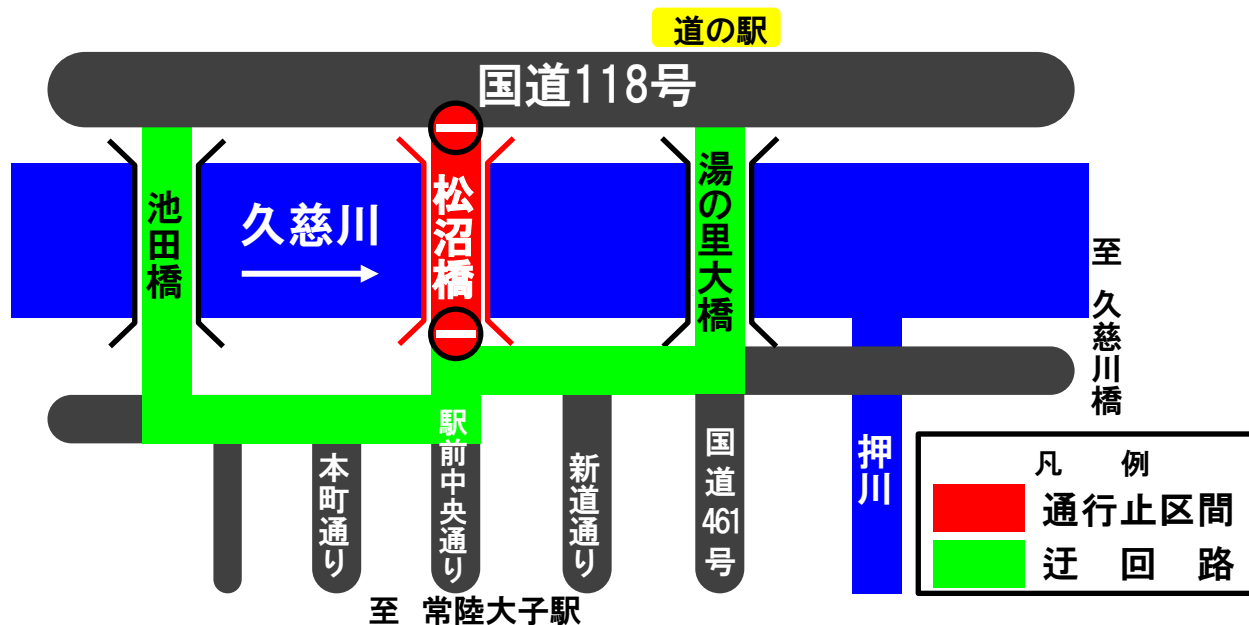 道の駅
国道118号
池田橋
久慈川
松沼橋
湯の里大橋
至 久慈川橋
本町通り
駅前中央通り
新道通り
国道461号
押川
至 常陸大子駅
凡 例
通行止区間
迂 回 路